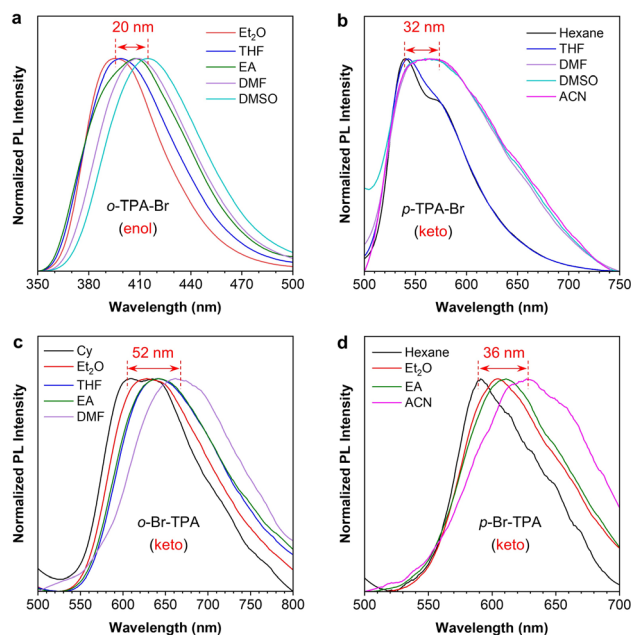 a
20 nm
Et₂O
THF
EA
DMF
DMSO
o-TPA-Br
(enol)
Normalized PL Intensity
350 380 410 440 470 500
Wavelength (nm)
b
32 nm
Hexane
THF
DMF
DMSO
ACN
p-TPA-Br
(keto)
Normalized PL Intensity
500 550 600 650 700 750
Wavelength (nm)
c
52 nm
Cy
Et₂O
THF
EA
DMF
o-Br-TPA
(keto)
Normalized PL Intensity
500 550 600 650 700 750 800
Wavelength (nm)
d
36 nm
Hexane
Et₂O
EA
ACN
p-Br-TPA
(keto)
Normalized PL Intensity
500 550 600 650 700
Wavelength (nm)